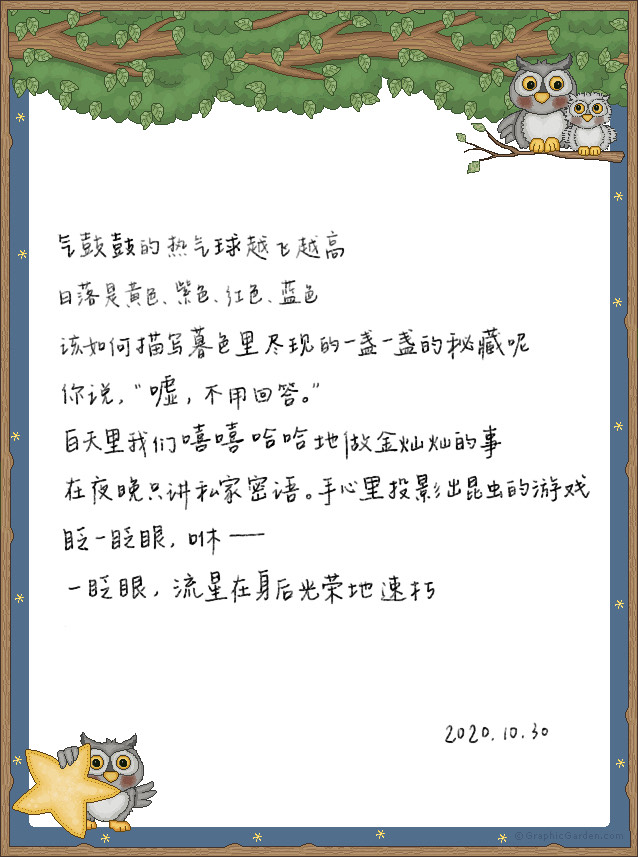 气鼓鼓的热气球越飞越高
日落是黄色、紫色、红色、蓝色
该如何描写暮色里尽现的一盏一盏的秘藏呢
你说，“嘘，不用回答。”
白天里我们嘻嘻哈哈地做金灿灿的事
在夜晚只讲私家密语。手心里投影出昆虫的游戏
眨一眨眼，咻——
一眨眼，流星在身后光荣地速朽
2020.10.30
© GraphicGarden.com